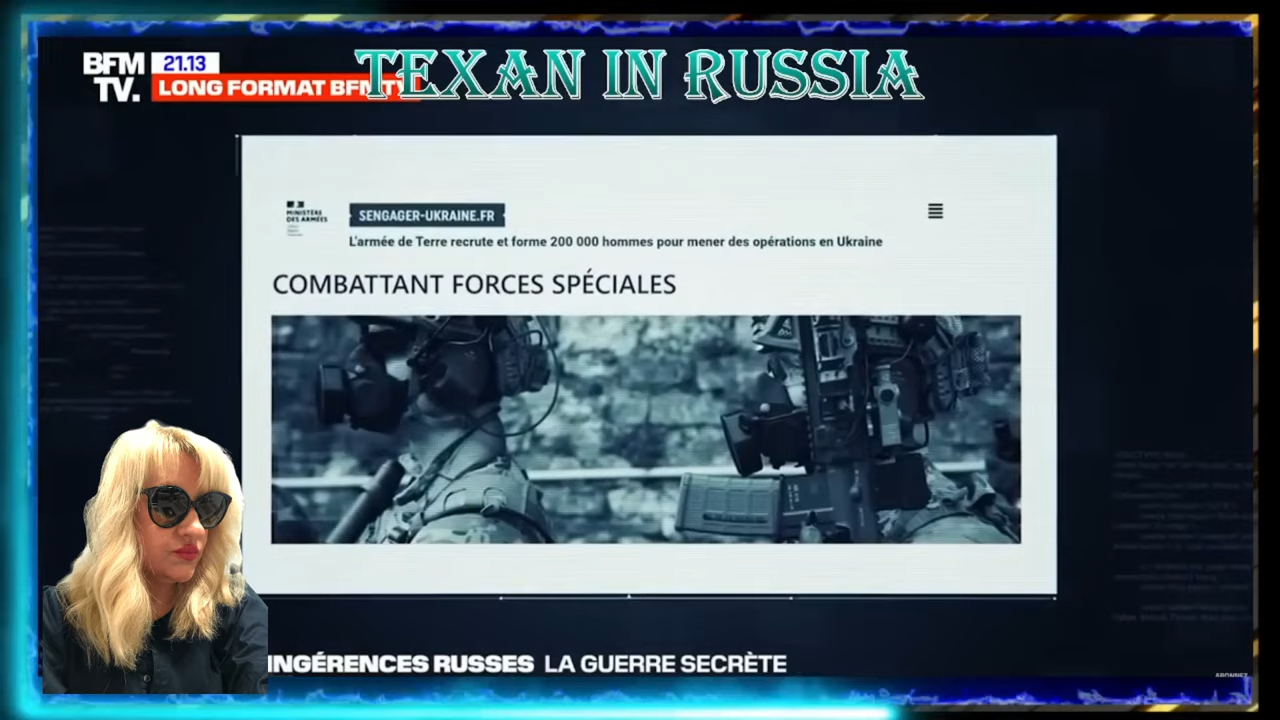 TEXAN IN RUSSIA
BFM
TV.
21.13
LONG FORMAT BFMTV
MINISTÈRE
DES ARMÉES
SENGAGER-UKRAINE.FR
L'armée de Terre recrute et forme 200 000 hommes pour mener des opérations en Ukraine
COMBATTANT FORCES SPÉCIALES
INGÉRENCES RUSSES LA GUERRE SECRÈTE